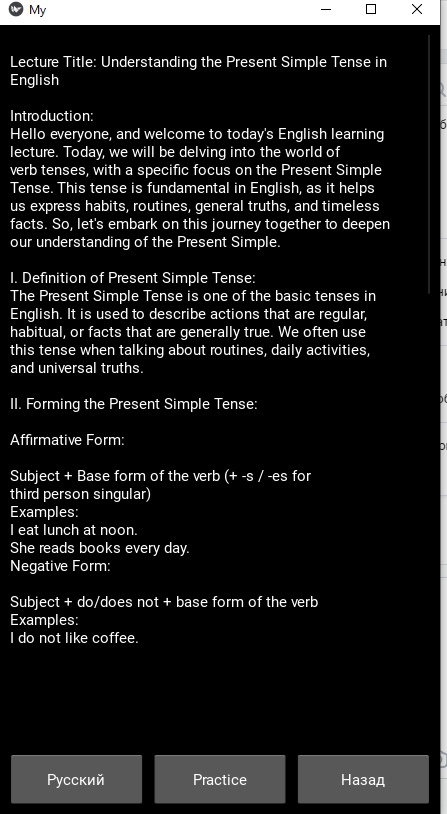 My
Lecture Title: Understanding the Present Simple Tense in
English
Introduction:
Hello everyone, and welcome to today's English learning
lecture. Today, we will be delving into the world of
verb tenses, with a specific focus on the Present Simple
Tense. This tense is fundamental in English, as it helps
us express habits, routines, general truths, and timeless
facts. So, let's embark on this journey together to deepen
our understanding of the Present Simple.
I. Definition of Present Simple Tense:
The Present Simple Tense is one of the basic tenses in
English. It is used to describe actions that are regular,
habitual, or facts that are generally true. We often use
this tense when talking about routines, daily activities,
and universal truths.
II. Forming the Present Simple Tense:
Affirmative Form:
Subject + Base form of the verb (+ -s / -es for
third person singular)
Examples:
I eat lunch at noon.
She reads books every day.
Negative Form:
Subject + do/does not + base form of the verb
Examples:
I do not like coffee.
Русский Practice Назад